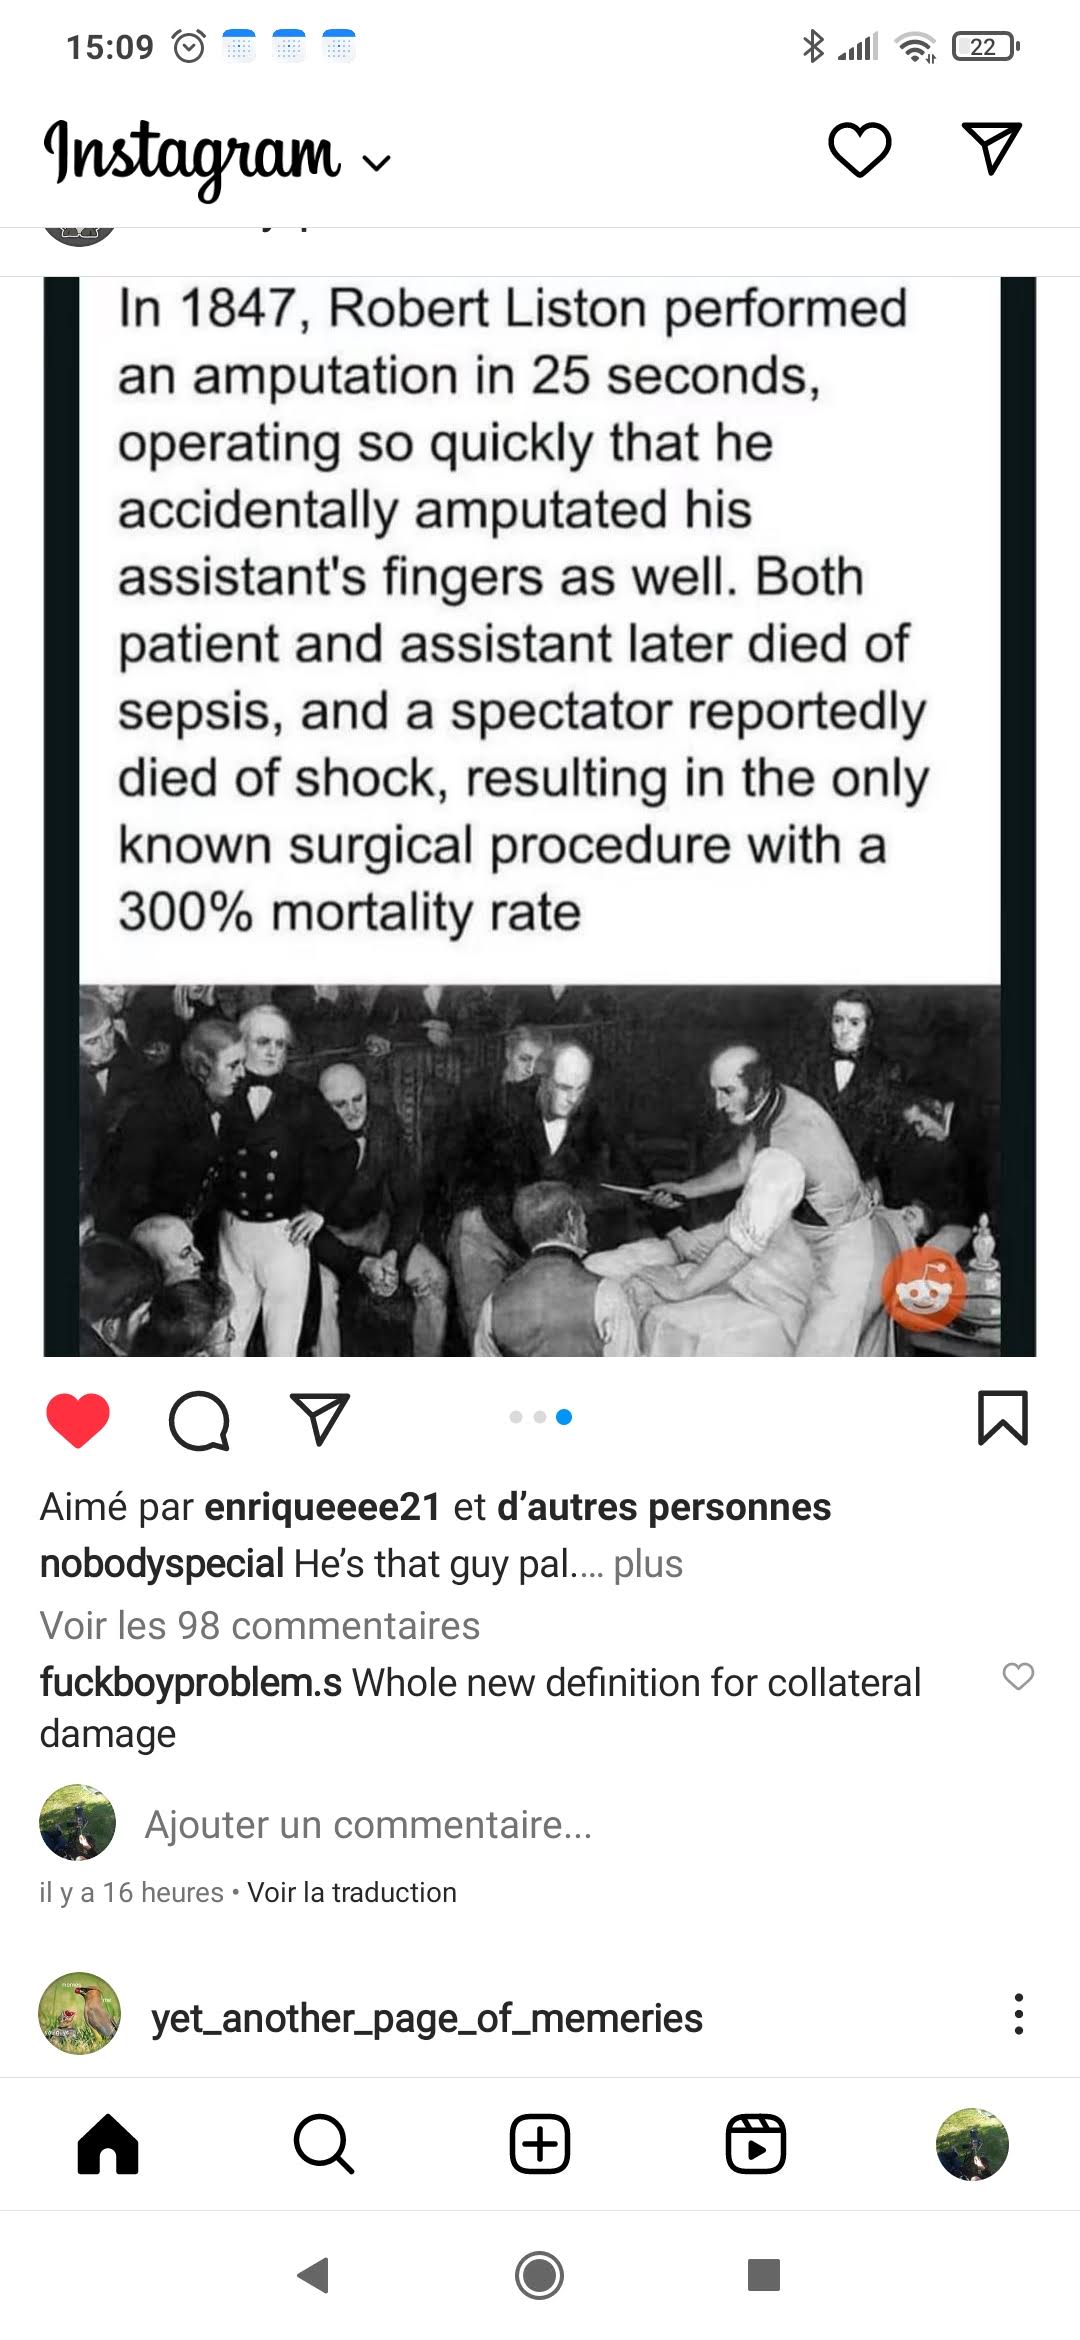 15:09
22
Instagram
In 1847, Robert Liston performed
an amputation in 25 seconds,
operating so quickly that he
accidentally amputated his
assistant's fingers as well. Both
patient and assistant later died of
sepsis, and a spectator reportedly
died of shock, resulting in the only
known surgical procedure with a
300% mortality rate
Aimé par enriqueeee21 et d’autres personnes
nobodyspecial He’s that guy pal.... plus
Voir les 98 commentaires
fuckboyproblem.s Whole new definition for collateral
damage
Ajouter un commentaire...
il y a 16 heures • Voir la traduction
yet_another_page_of_memeries